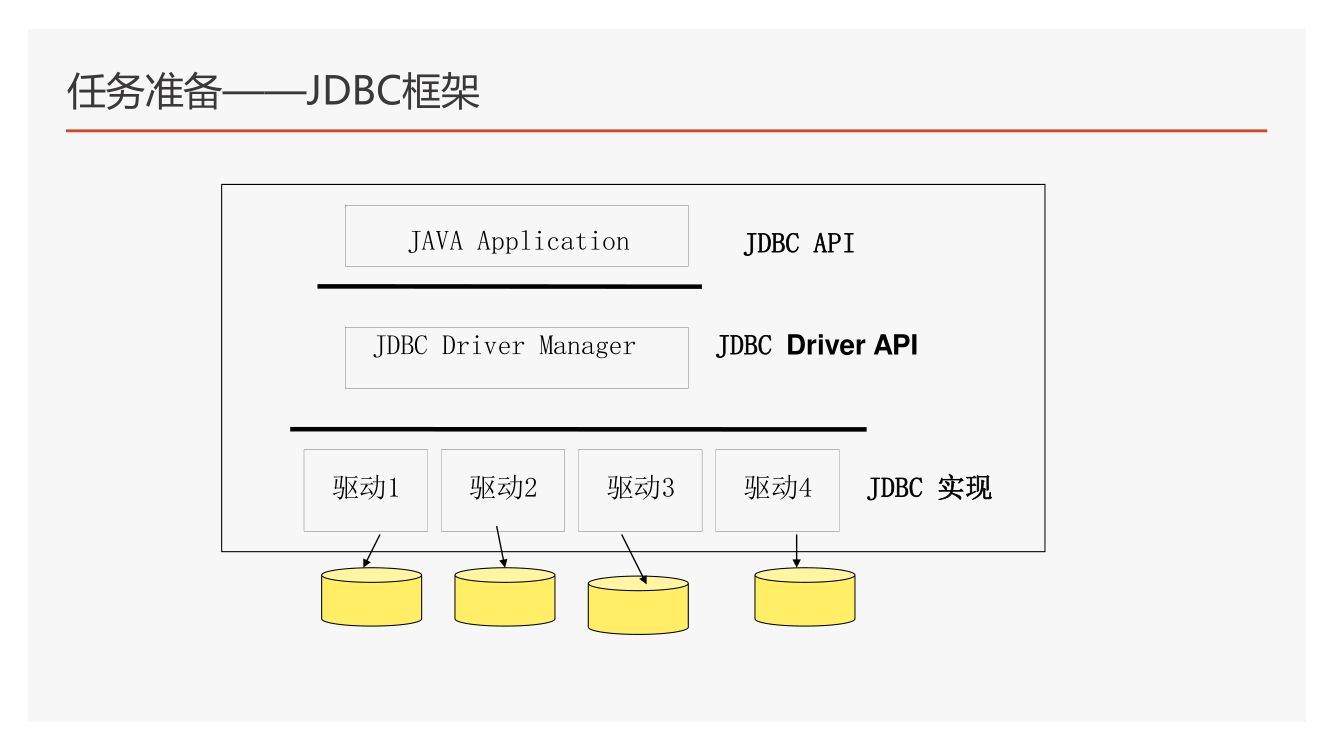 任务准备——JDBC框架
JAVA Application
JDBC API
JDBC Driver Manager
JDBC Driver API
驱动1
驱动2
驱动3
驱动4
JDBC 实现